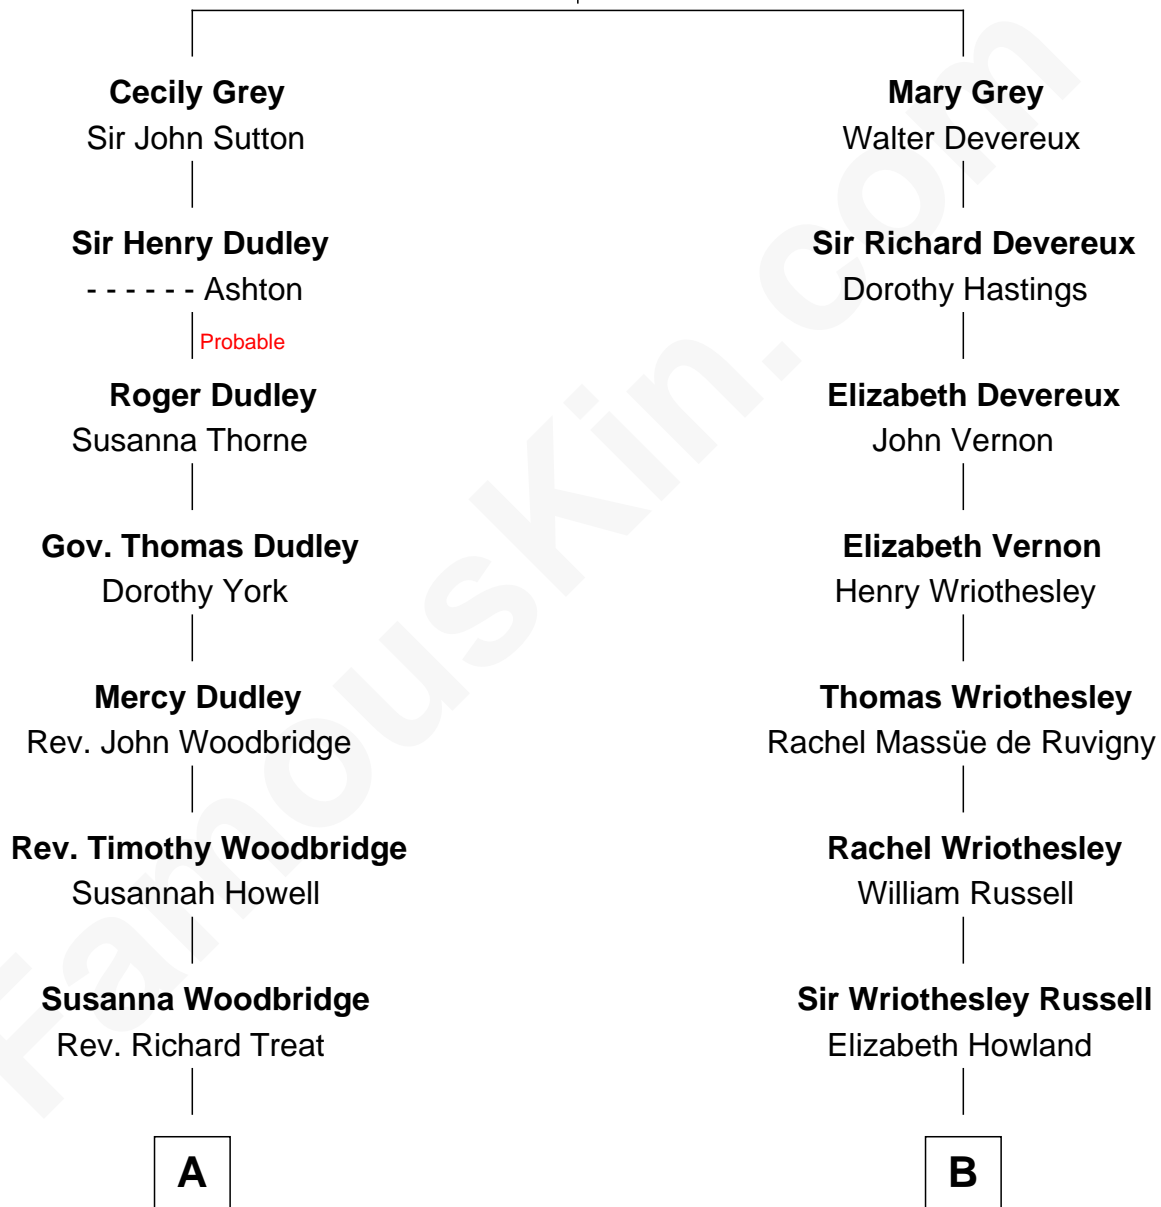 Cecily Grey
Sir John Sutton
Sir Henry Dudley
- - - - - - Ashton
Probable
Roger Dudley
Susanna Thorne
Gov. Thomas Dudley
Dorothy York
Mercy Dudley
Rev. John Woodbridge
Rev. Timothy Woodbridge
Susannah Howell
Susanna Woodbridge
Rev. Richard Treat
A
Mary Grey
Walter Devereux
Sir Richard Devereux
Dorothy Hastings
Elizabeth Devereux
John Vernon
Elizabeth Vernon
Henry Wriothesley
Thomas Wriothesley
Rachel Massüe de Ruvigny
Rachel Wriothesley
William Russell
Sir Wriothesley Russell
Elizabeth Howland
B
FamousKin.com